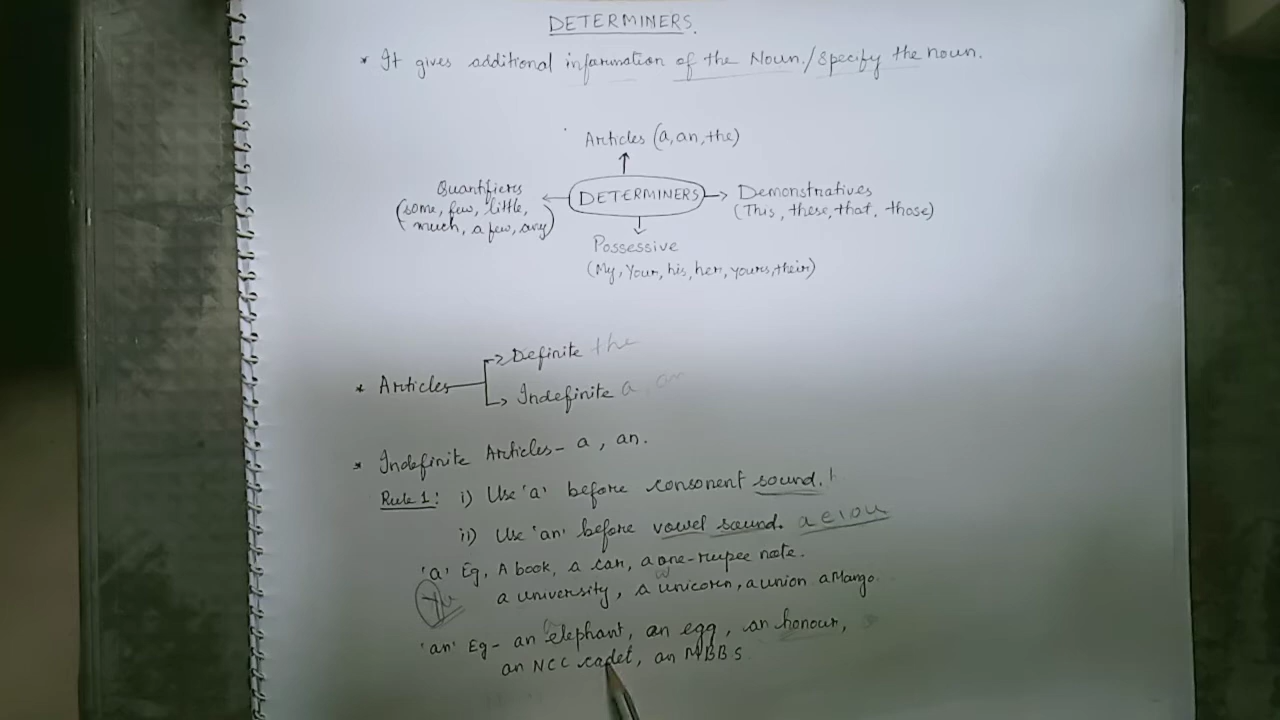 DETERMINERS.
* It gives additional information of the Noun./specify the noun.
Articles (a, an, the)
Quantifiers
(some, few, little,
much, a few, any)
DETERMINERS
Demonstratives
(This, these, that, those)
Possessive
(My, Your, his, her, yours, their)
Definite the
* Articles
Indefinite a, an
* Indefinite Articles - a, an.
Rule 1: i) Use 'a' before consonent sound.
ii) Use 'an' before vowel sound. a e i o u
'a' Eg, A book, a car, a one-rupee note.
a university, a unicorn, a union a Mango.
'an' Eg- an elephant, an egg, an honour,
an NCC cadet, an MBBS